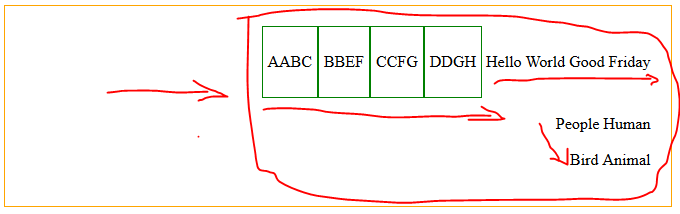 AABC BBEF CCFG DDGH Hello World Good Friday
People Human
Bird Animal